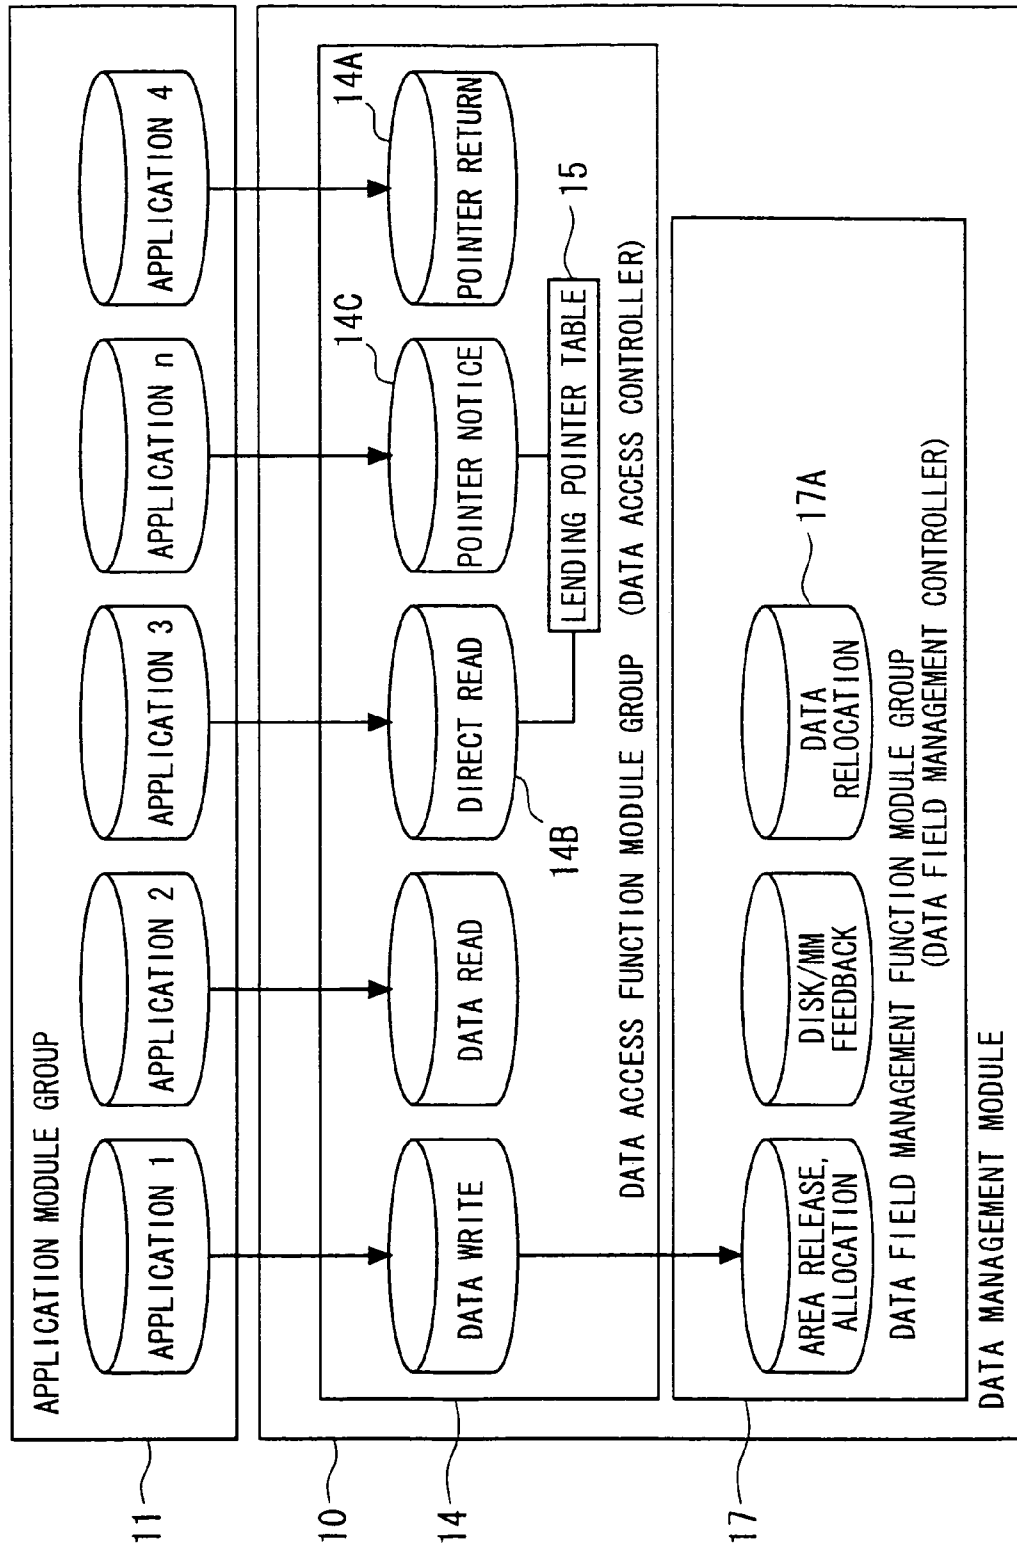 APPLICATION MODULE GROUP
APPLICATION 1
APPLICATION 2
APPLICATION 3
APPLICATION n
APPLICATION 4
11
10
14
DATA WRITE
DATA READ
DIRECT READ
14B
POINTER NOTICE
14C
POINTER RETURN
14A
LENDING POINTER TABLE
15
DATA ACCESS FUNCTION MODULE GROUP (DATA ACCESS CONTROLLER)
17
AREA RELEASE,
ALLOCATION
DISK/MM
FEEDBACK
DATA
RELOCATION
17A
DATA FIELD MANAGEMENT FUNCTION MODULE GROUP
(DATA FIELD MANAGEMENT CONTROLLER)
DATA MANAGEMENT MODULE